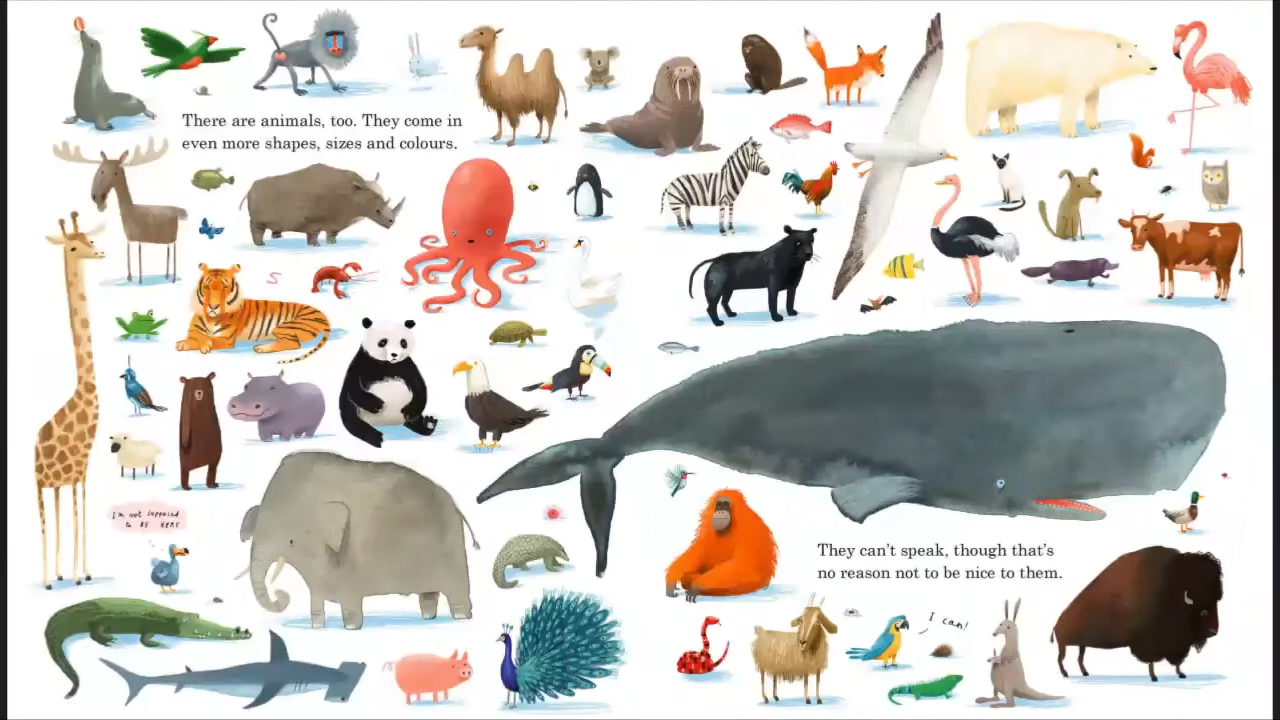 There are animals, too. They come in
even more shapes, sizes and colours.
I'm not supposed
to BE HERE
They can't speak, though that's
no reason not to be nice to them.
I can!